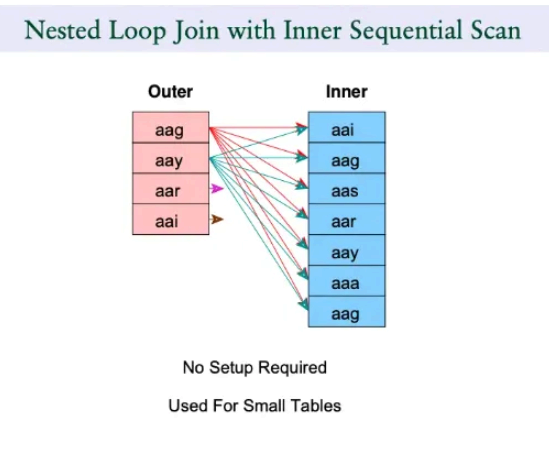 Nested Loop Join with Inner Sequential Scan
Outer
Inner
aag
aay
aar
aai
aai
aag
aas
aar
aay
aaa
aag
No Setup Required
Used For Small Tables